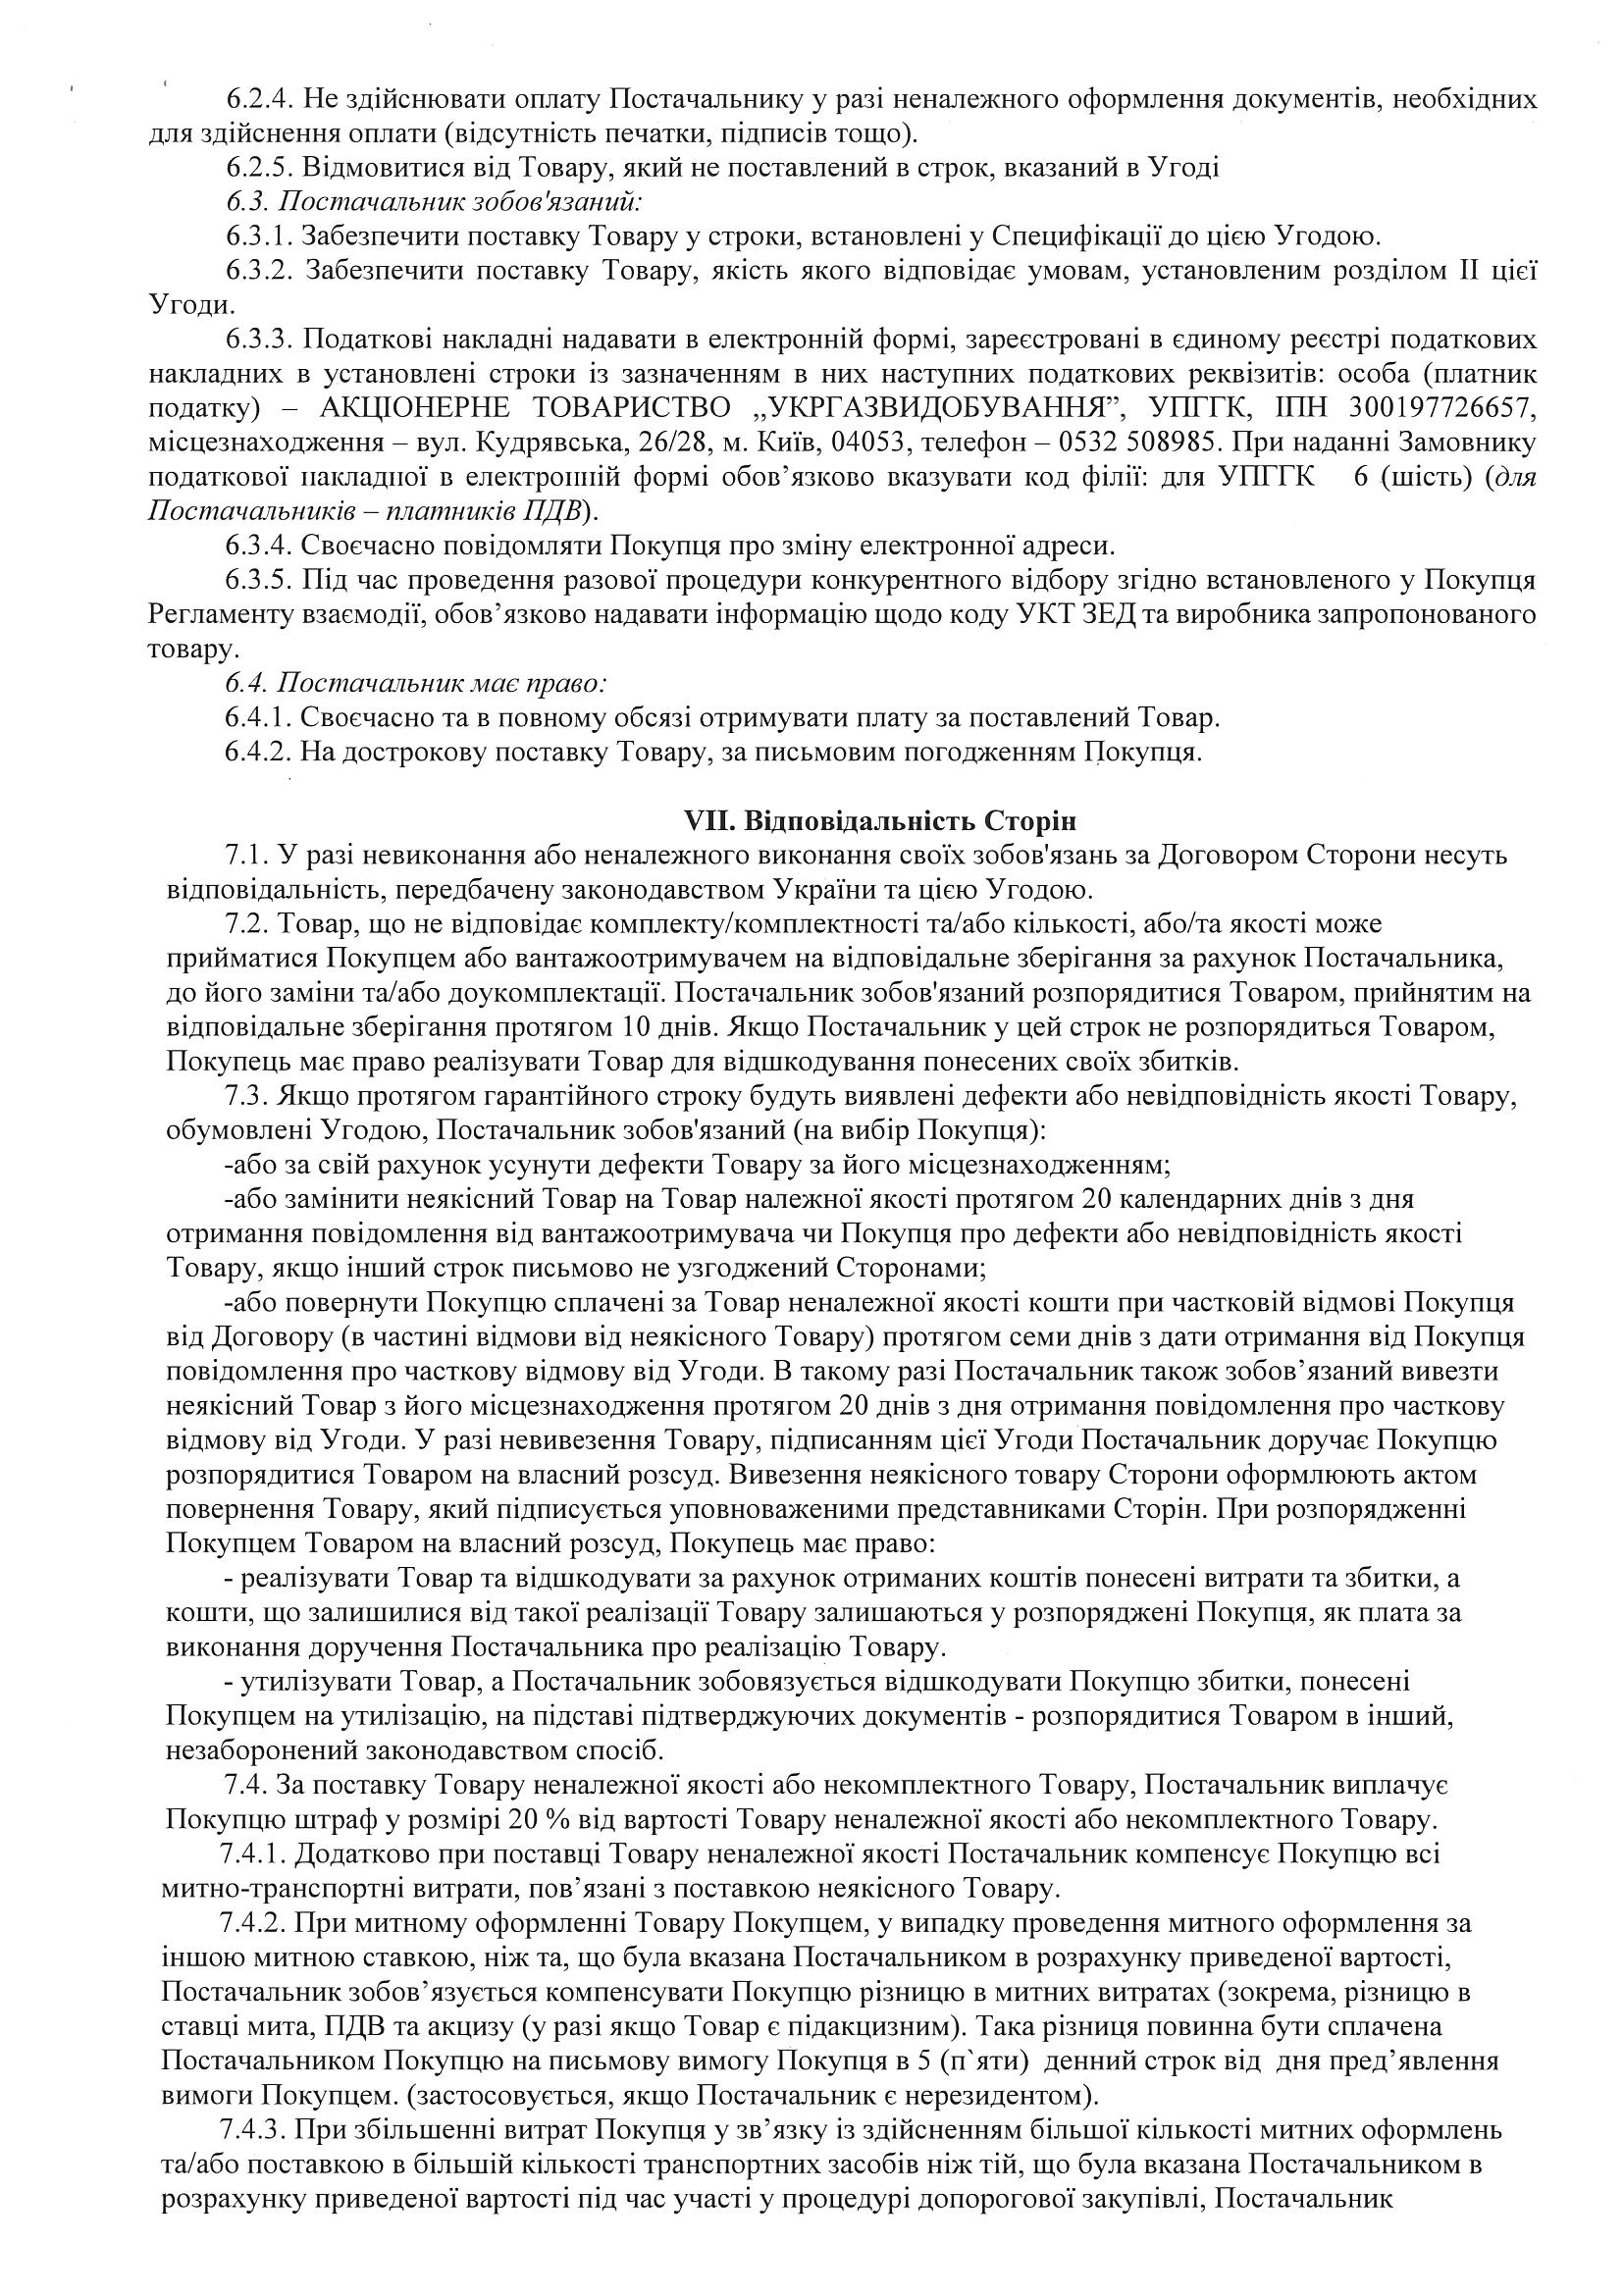 6.2.4. Не здійснювати оплату Постачальнику у разі неналежного оформлення документів, необхідних
для здійснення оплати (відсутність печатки, підписів тощо).
6.2.5. Відмовитися від Товару, який не поставлений в строк, вказаний в Угоді
6.3. Постачальник зобов'язаний:
6.3.1. Забезпечити поставку Товару у строки, встановлені у Специфікації до цією Угодою.
6.3.2. Забезпечити поставку Товару, якість якого відповідає умовам, установленим розділом II цієї
Угоди.
6.3.3. Податкові накладні надавати в електронній формі, зареєстровані в єдиному реєстрі податкових
накладних в установлені строки із зазначенням в них наступних податкових реквізитів: особа (платник
податку) – АКЦІОНЕРНЕ ТОВАРИСТВО „УКРГАЗВИДОБУВАННЯ”, УПГГК, ІПН 300197726657,
місцезнаходження – вул. Кудрявська, 26/28, м. Київ, 04053, телефон – 0532 508985. При наданні Замовнику
податкової накладної в електронній формі обов’язково вказувати код філії: для УПГГК 6 (шість) (для
Постачальників – платників ПДВ).
6.3.4. Своєчасно повідомляти Покупця про зміну електронної адреси.
6.3.5. Під час проведення разової процедури конкурентного відбору згідно встановленого у Покупця
Регламенту взаємодії, обов’язково надавати інформацію щодо коду УКТ ЗЕД та виробника запропонованого
товару.
6.4. Постачальник має право:
6.4.1. Своєчасно та в повному обсязі отримувати плату за поставлений Товар.
6.4.2. На дострокову поставку Товару, за письмовим погодженням Покупця.
VII. Відповідальність Сторін
7.1. У разі невиконання або неналежного виконання своїх зобов'язань за Договором Сторони несуть
відповідальність, передбачену законодавством України та цією Угодою.
7.2. Товар, що не відповідає комплекту/комплектності та/або кількості, або/та якості може
прийматися Покупцем або вантажоотримувачем на відповідальне зберігання за рахунок Постачальника,
до його заміни та/або доукомплектації. Постачальник зобов'язаний розпорядитися Товаром, прийнятим на
відповідальне зберігання протягом 10 днів. Якщо Постачальник у цей строк не розпорядиться Товаром,
Покупець має право реалізувати Товар для відшкодування понесених своїх збитків.
7.3. Якщо протягом гарантійного строку будуть виявлені дефекти або невідповідність якості Товару,
обумовлені Угодою, Постачальник зобов'язаний (на вибір Покупця):
-або за свій рахунок усунути дефекти Товару за його місцезнаходженням;
-або замінити неякісний Товар на Товар належної якості протягом 20 календарних днів з дня
отримання повідомлення від вантажоотримувача чи Покупця про дефекти або невідповідність якості
Товару, якщо інший строк письмово не узгоджений Сторонами;
-або повернути Покупцю сплачені за Товар неналежної якості кошти при частковій відмові Покупця
від Договору (в частині відмови від неякісного Товару) протягом семи днів з дати отримання від Покупця
повідомлення про часткову відмову від Угоди. В такому разі Постачальник також зобов’язаний вивезти
неякісний Товар з його місцезнаходження протягом 20 днів з дня отримання повідомлення про часткову
відмову від Угоди. У разі невивезення Товару, підписанням цієї Угоди Постачальник доручає Покупцю
розпорядитися Товаром на власний розсуд. Вивезення неякісного товару Сторони оформлюють актом
повернення Товару, який підписується уповноваженими представниками Сторін. При розпорядженні
Покупцем Товаром на власний розсуд, Покупець має право:
- реалізувати Товар та відшкодувати за рахунок отриманих коштів понесені витрати та збитки, а
кошти, що залишилися від такої реалізації Товару залишаються у розпоряджені Покупця, як плата за
виконання доручення Постачальника про реалізацію Товару.
- утилізувати Товар, а Постачальник зобовязується відшкодувати Покупцю збитки, понесені
Покупцем на утилізацію, на підставі підтверджуючих документів - розпорядитися Товаром в інший,
незаборонений законодавством спосіб.
7.4. За поставку Товару неналежної якості або некомплектного Товару, Постачальник виплачує
Покупцю штраф у розмірі 20 % від вартості Товару неналежної якості або некомплектного Товару.
7.4.1. Додатково при поставці Товару неналежної якості Постачальник компенсує Покупцю всі
митно-транспортні витрати, пов’язані з поставкою неякісного Товару.
7.4.2. При митному оформленні Товару Покупцем, у випадку проведення митного оформлення за
іншою митною ставкою, ніж та, що була вказана Постачальником в розрахунку приведеної вартості,
Постачальник зобов’язується компенсувати Покупцю різницю в митних витратах (зокрема, різницю в
ставці мита, ПДВ та акцизу (у разі якщо Товар є підакцизним). Така різниця повинна бути сплачена
Постачальником Покупцю на письмову вимогу Покупця в 5 (п`яти) денний строк від дня пред’явлення
вимоги Покупцем. (застосовується, якщо Постачальник є нерезидентом).
7.4.3. При збільшенні витрат Покупця у зв’язку із здійсненням більшої кількості митних оформлень
та/або поставкою в більшій кількості транспортних засобів ніж тій, що була вказана Постачальником в
розрахунку приведеної вартості під час участі у процедурі допорогової закупівлі, Постачальник